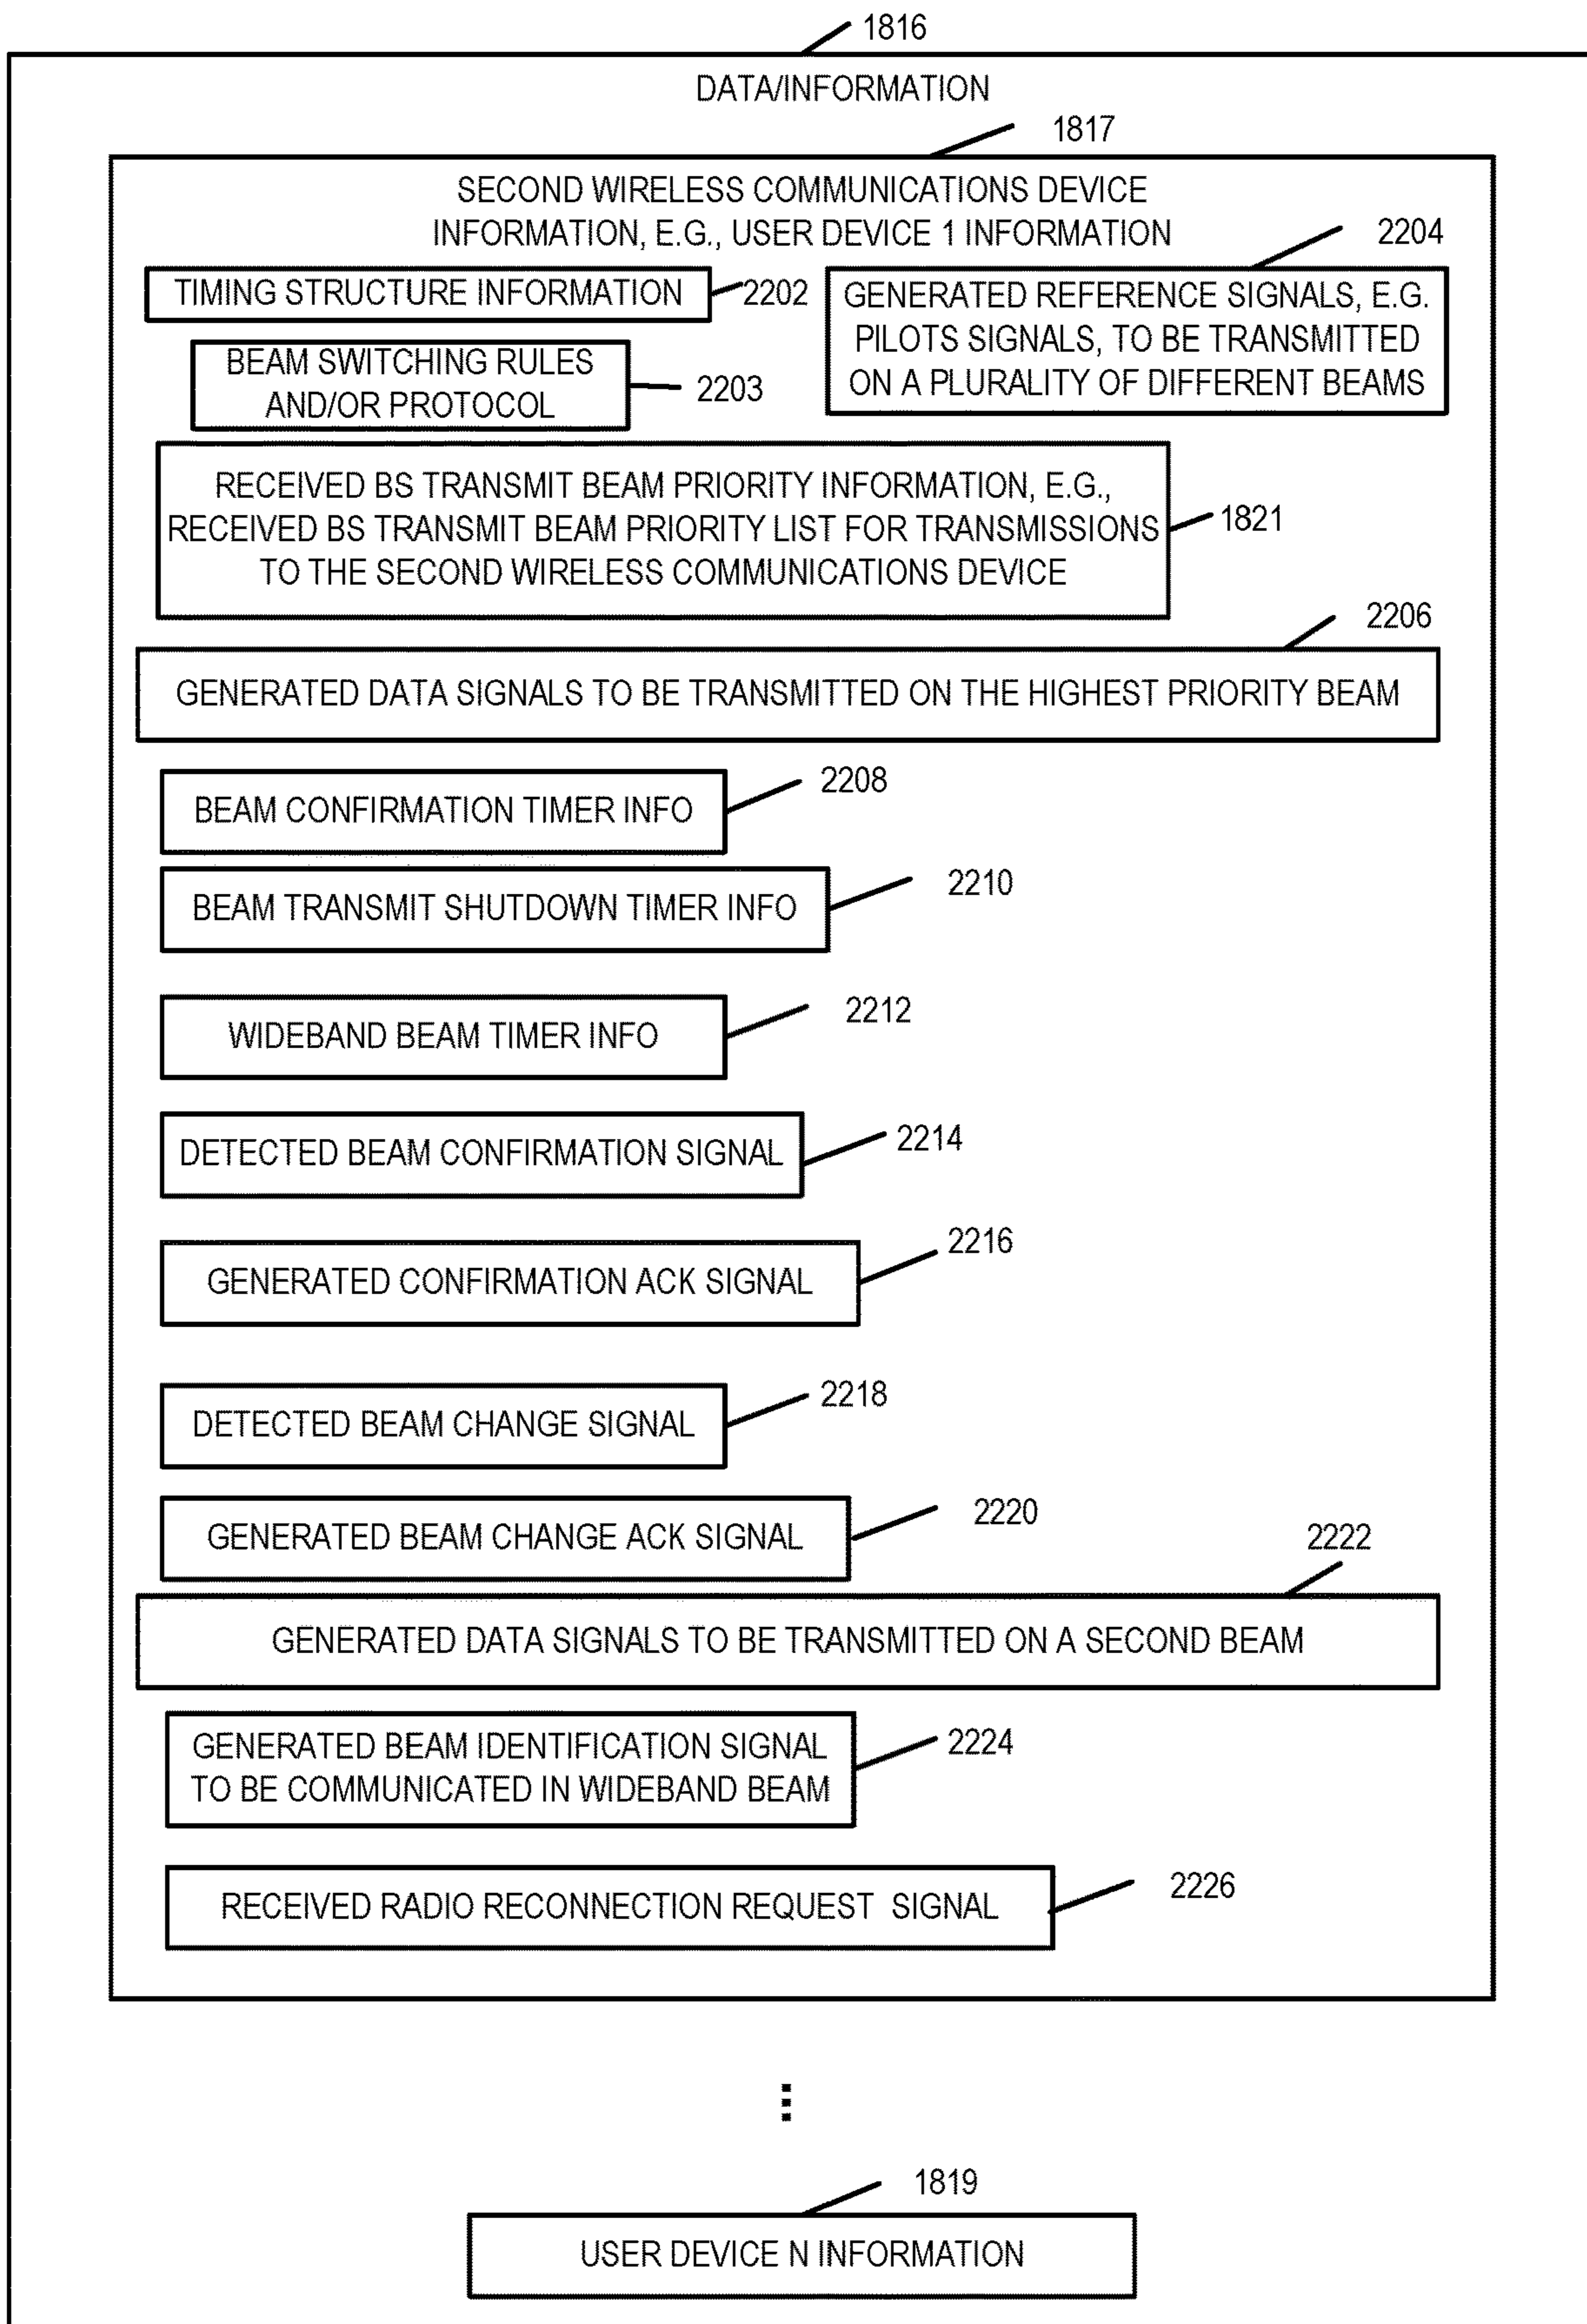 1816
DATA/INFORMATION
1817
SECOND WIRELESS COMMUNICATIONS DEVICE
INFORMATION, E.G., USER DEVICE 1 INFORMATION
2204
TIMING STRUCTURE INFORMATION
2202
GENERATED REFERENCE SIGNALS, E.G.
PILOTS SIGNALS, TO BE TRANSMITTED
ON A PLURALITY OF DIFFERENT BEAMS
BEAM SWITCHING RULES
AND/OR PROTOCOL
2203
RECEIVED BS TRANSMIT BEAM PRIORITY INFORMATION, E.G.,
RECEIVED BS TRANSMIT BEAM PRIORITY LIST FOR TRANSMISSIONS
TO THE SECOND WIRELESS COMMUNICATIONS DEVICE
1821
2206
GENERATED DATA SIGNALS TO BE TRANSMITTED ON THE HIGHEST PRIORITY BEAM
2208
BEAM CONFIRMATION TIMER INFO
2210
BEAM TRANSMIT SHUTDOWN TIMER INFO
2212
WIDEBAND BEAM TIMER INFO
2214
DETECTED BEAM CONFIRMATION SIGNAL
2216
GENERATED CONFIRMATION ACK SIGNAL
2218
DETECTED BEAM CHANGE SIGNAL
2220
GENERATED BEAM CHANGE ACK SIGNAL
2222
GENERATED DATA SIGNALS TO BE TRANSMITTED ON A SECOND BEAM
GENERATED BEAM IDENTIFICATION SIGNAL
TO BE COMMUNICATED IN WIDEBAND BEAM
2224
RECEIVED RADIO RECONNECTION REQUEST SIGNAL
2226
1819
USER DEVICE N INFORMATION